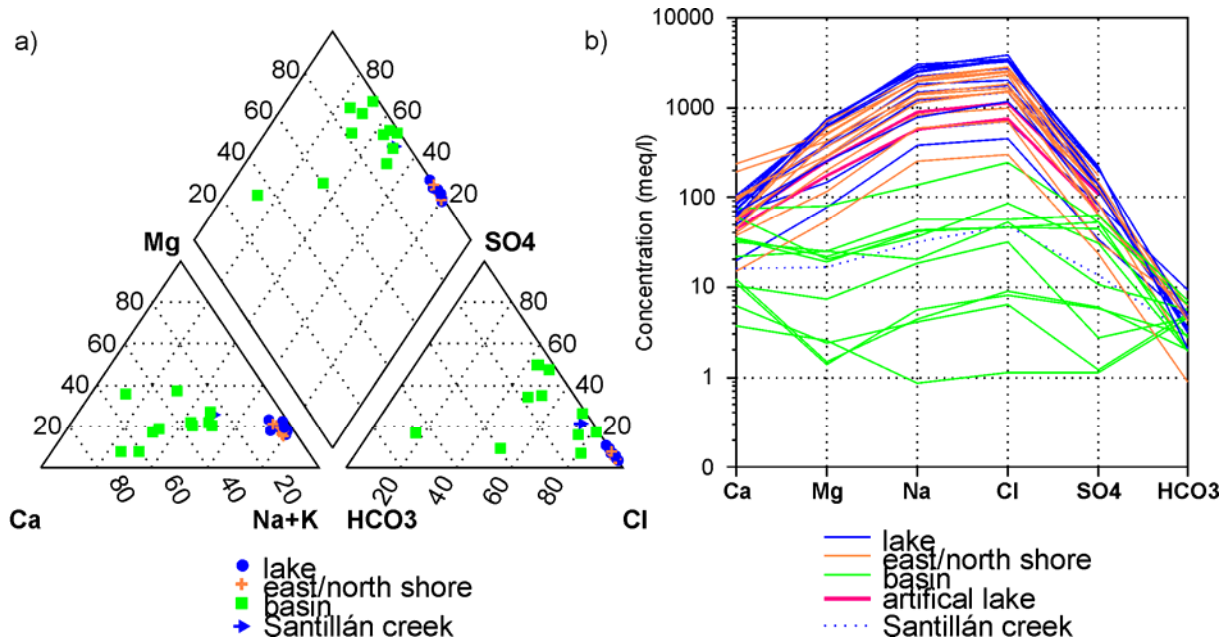 a)
80 80
60 60
40 40
20 20
Mg SO4
80 80
60 60
40 40
20 20
80 60 40 20
20 40 60 80
Ca Na+K HCO3 Cl
lake
east/north shore
basin
Santillán creek
b)
Concentration (meq/l)
10000
1000
100
10
1
0
Ca Mg Na Cl SO4 HCO3
lake
east/north shore
basin
artifical lake
Santillán creek